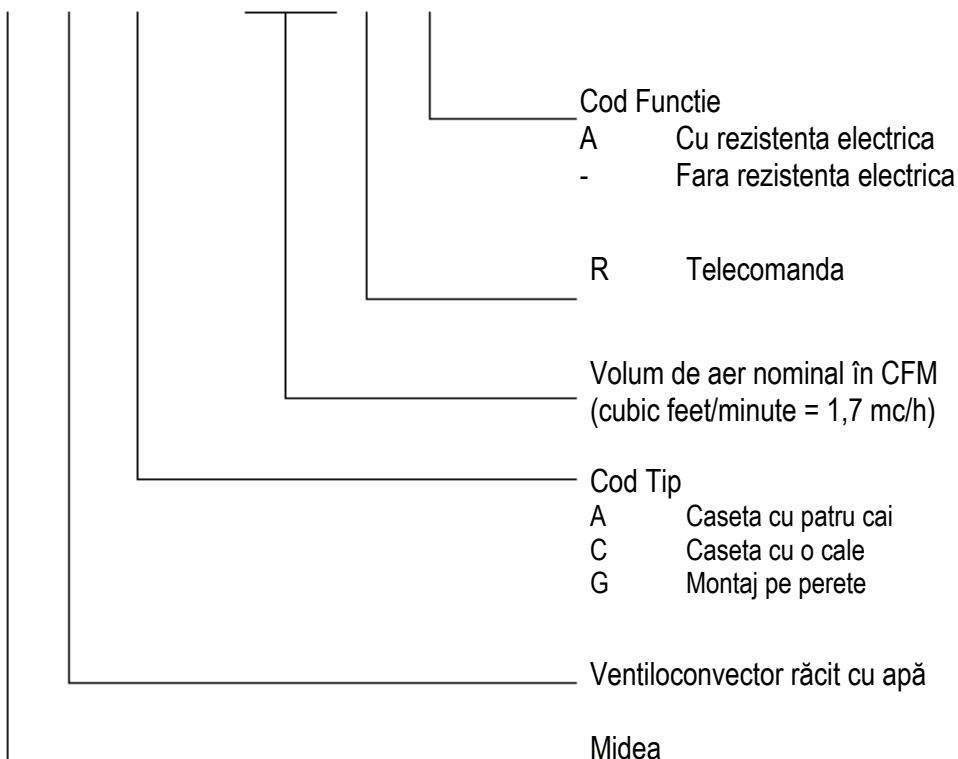 Cod Functie
A Cu rezistenta electrica
- Fara rezistenta electrica
R Telecomanda
Volum de aer nominal în CFM
(cubic feet/minute = 1,7 mc/h)
Cod Tip
A Caseta cu patru cai
C Caseta cu o cale
G Montaj pe perete
Ventiloconvector răcit cu apă
Midea